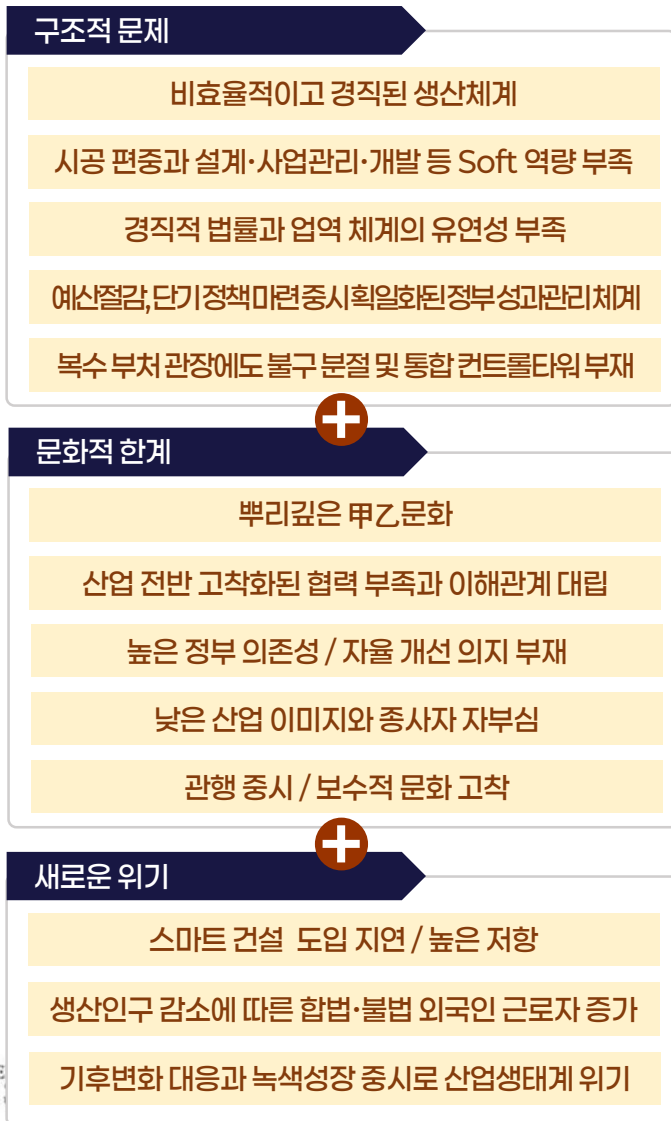 구조적 문제
비효율적이고 경직된 생산체계
시공 편중과 설계·사업관리·개발 등 Soft 역량 부족
경직적 법률과 업역 체계의 유연성 부족
예산절감, 단기 정책 마련 중시 획일화된 정부 성과관리 체계
복수 부처 관장에도 불구 분절 및 통합 컨트롤타워 부재
문화적 한계
뿌리깊은 甲乙문화
산업 전반 고착화된 협력 부족과 이해관계 대립
높은 정부 의존성 / 자율 개선 의지 부재
낮은 산업 이미지와 종사자 자부심
관행 중시 / 보수적 문화 고착
새로운 위기
스마트 건설 도입 지연 / 높은 저항
생산인구 감소에 따른 합법·불법 외국인 근로자 증가
기후변화 대응과 녹색성장 중시로 산업생태계 위기